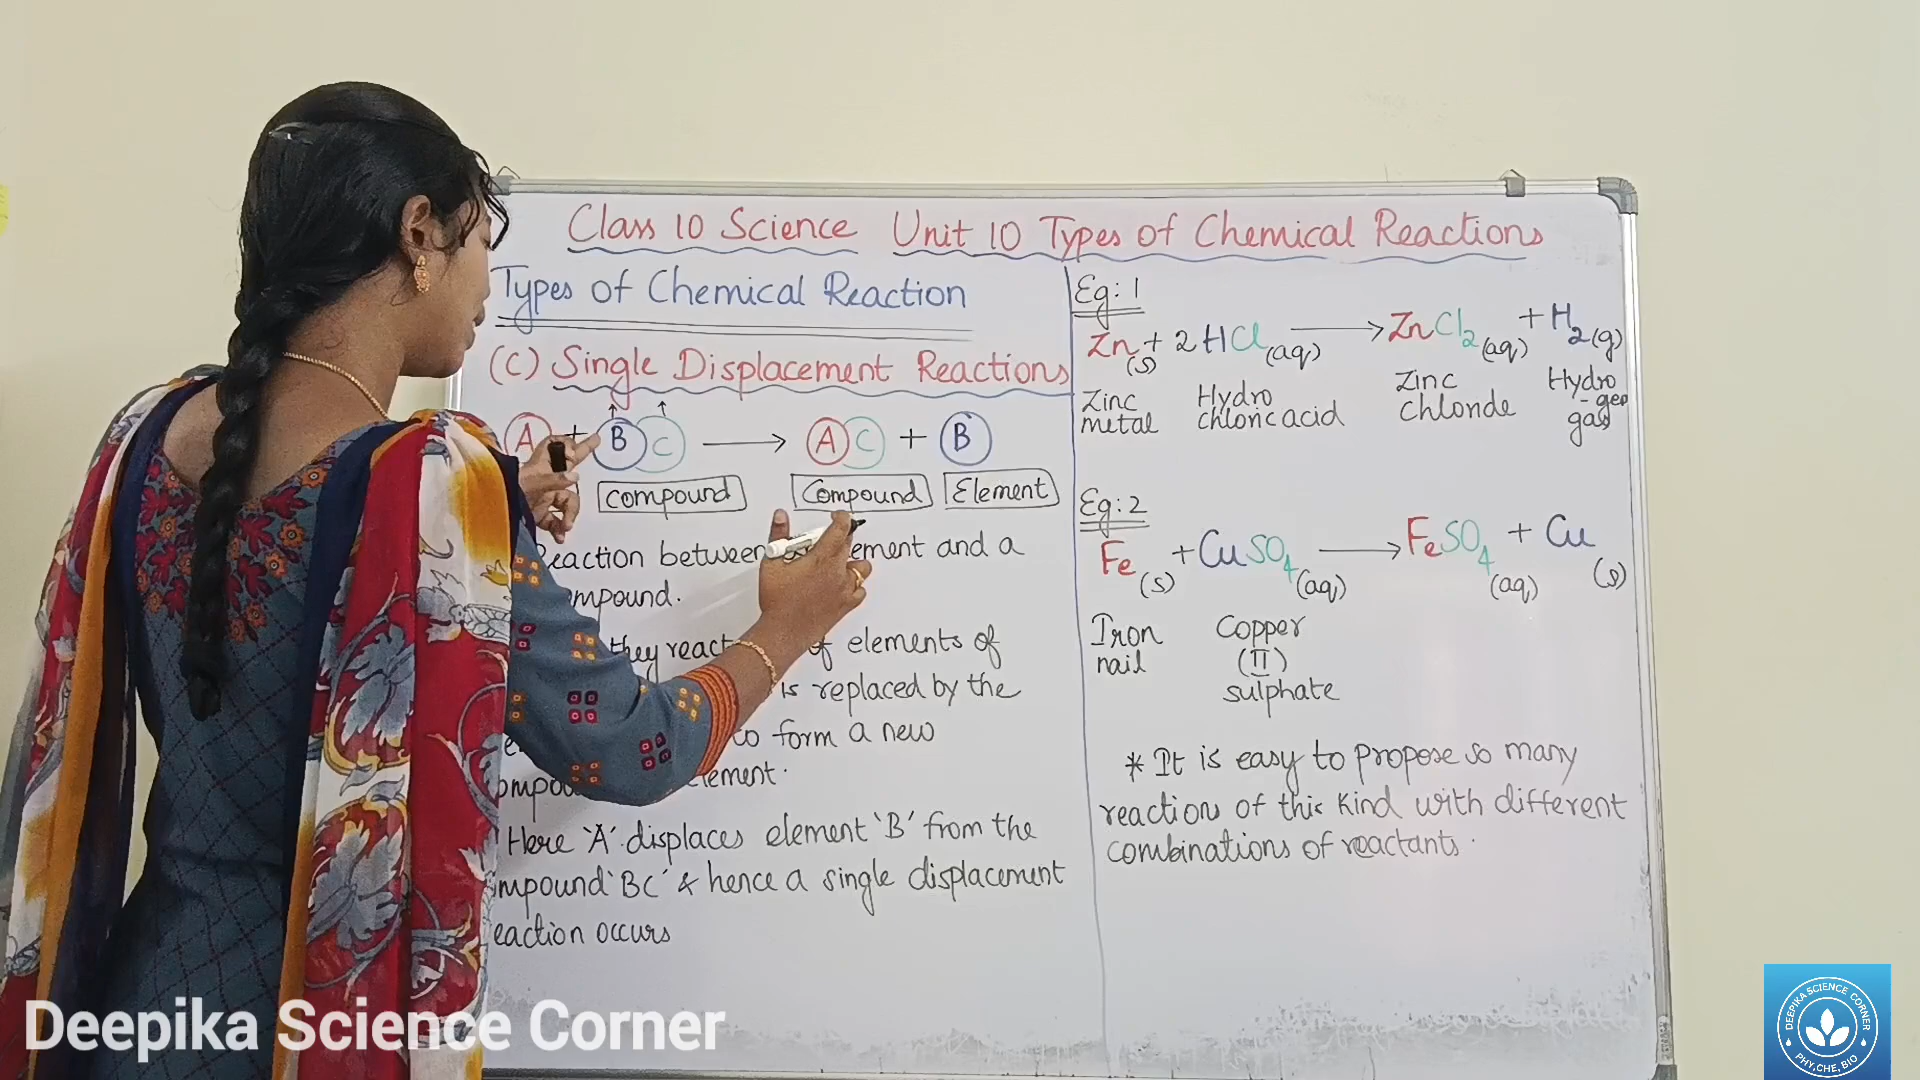 Class 10 Science Unit 10 Types of Chemical Reactions
Types of Chemical Reaction
(C) Single Displacement Reactions
A + B C → A C + B
compound Compound Element
Reaction between ement and a
mpound.
they react of elements of
is replaced by the
to form a new
ompou lement.
Here 'A' displaces element 'B' from the
mpound 'BC' & hence a single displacement
eaction occurs
Eg: 1
Zn(s) + 2HCl(aq) → ZnCl2(aq) + H2(g)
Zinc metal Hydro chloric acid Zinc chloride Hydro-gen gas
Eg: 2
Fe(s) + CuSO4(aq) → FeSO4(aq) + Cu(s)
Iron nail Copper (II) sulphate
* It is easy to propose so many
reaction of this kind with different
combinations of reactants.
Deepika Science Corner
DEEPIKA SCIENCE CORNER
PHY, CHE, BIO